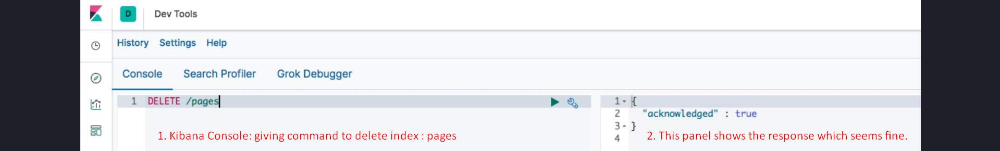 D Dev Tools
History Settings Help
Console Search Profiler Grok Debugger
1 DELETE /pages
1. Kibana Console: giving command to delete index : pages
1 {
2 "acknowledged" : true
3 }
4
2. This panel shows the response which seems fine.